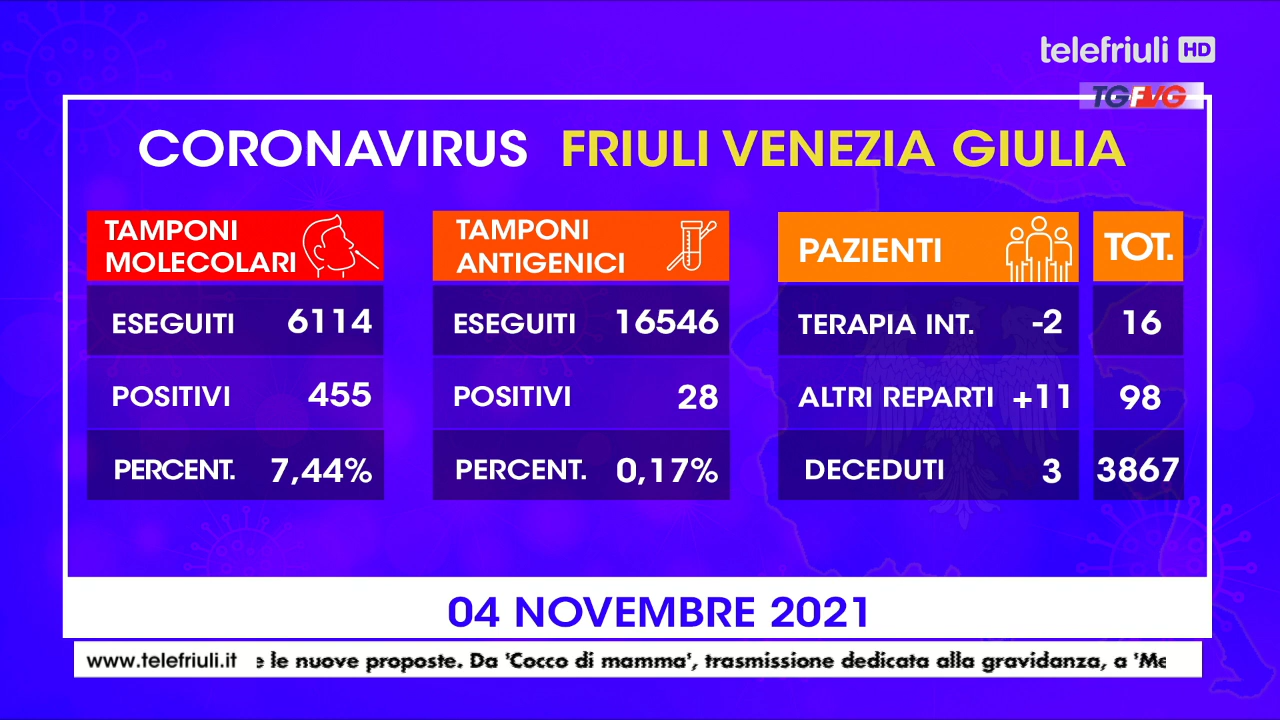 telefriuli HD
TGFVG
CORONAVIRUS FRIULI VENEZIA GIULIA
TAMPONI
MOLECOLARI
ESEGUITI 6114
POSITIVI 455
PERCENT. 7,44%
TAMPONI
ANTIGENICI
ESEGUITI 16546
POSITIVI 28
PERCENT. 0,17%
PAZIENTI TOT.
TERAPIA INT. -2 16
ALTRI REPARTI +11 98
DECEDUTI 3 3867
04 NOVEMBRE 2021
www.telefriuli.it e le nuove proposte. Da 'Cocco di mamma', trasmissione dedicata alla gravidanza, a 'Me